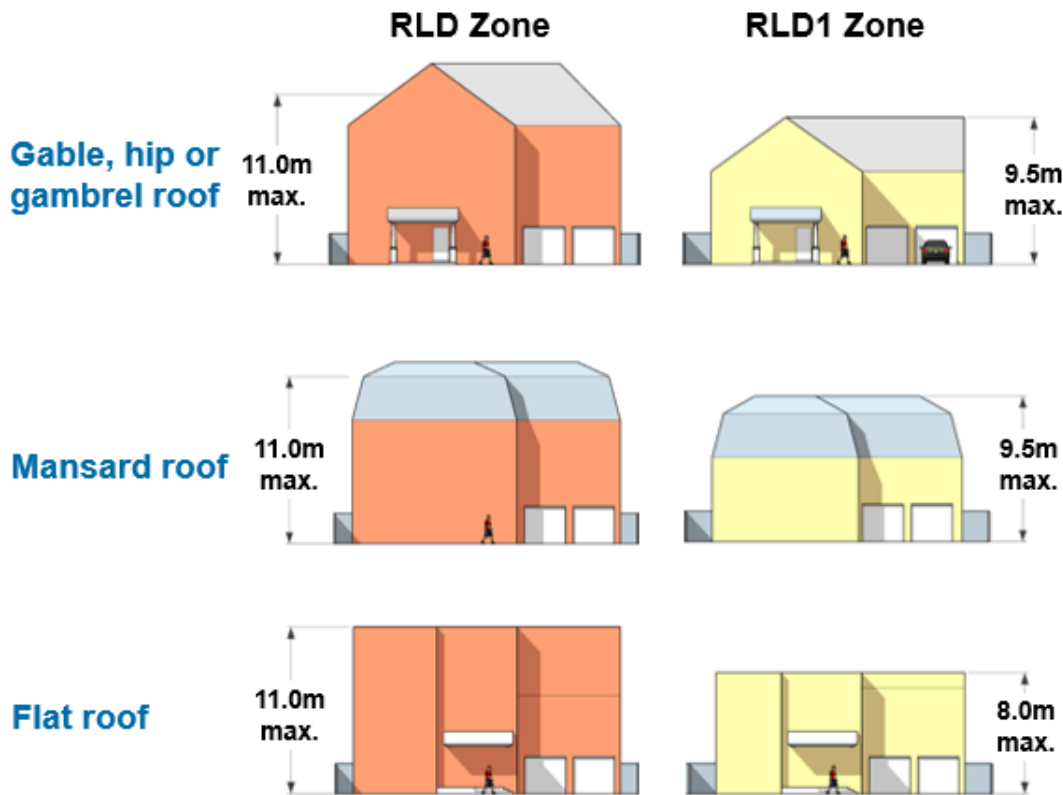 RLD Zone
RLD1 Zone
Gable, hip or
gambrel roof
11.0m
max.
9.5m
max.
Mansard roof
11.0m
max.
9.5m
max.
Flat roof
11.0m
max.
8.0m
max.